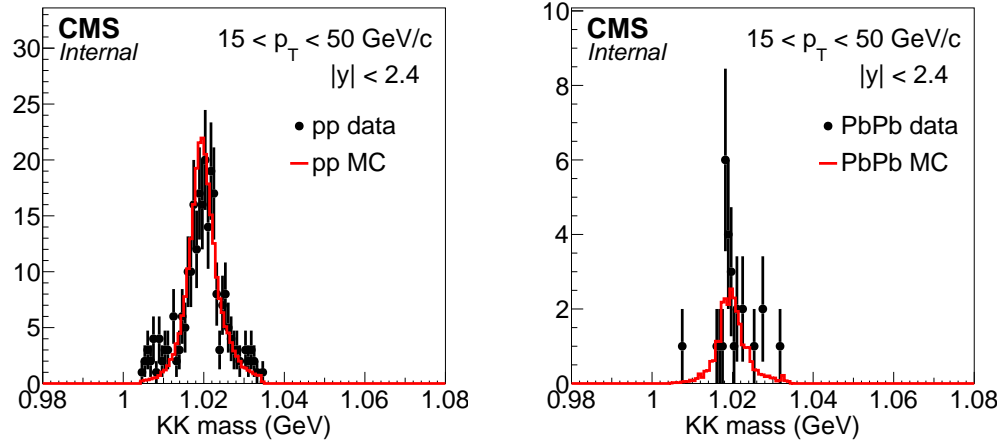 CMS
Internal
15 < p_T < 50 GeV/c
|y| < 2.4
pp data
pp MC
30
25
20
15
10
5
0
0.98 1 1.02 1.04 1.06 1.08
KK mass (GeV)
CMS
Internal
15 < p_T < 50 GeV/c
|y| < 2.4
PbPb data
PbPb MC
10
8
6
4
2
0
0.98 1 1.02 1.04 1.06 1.08
KK mass (GeV)